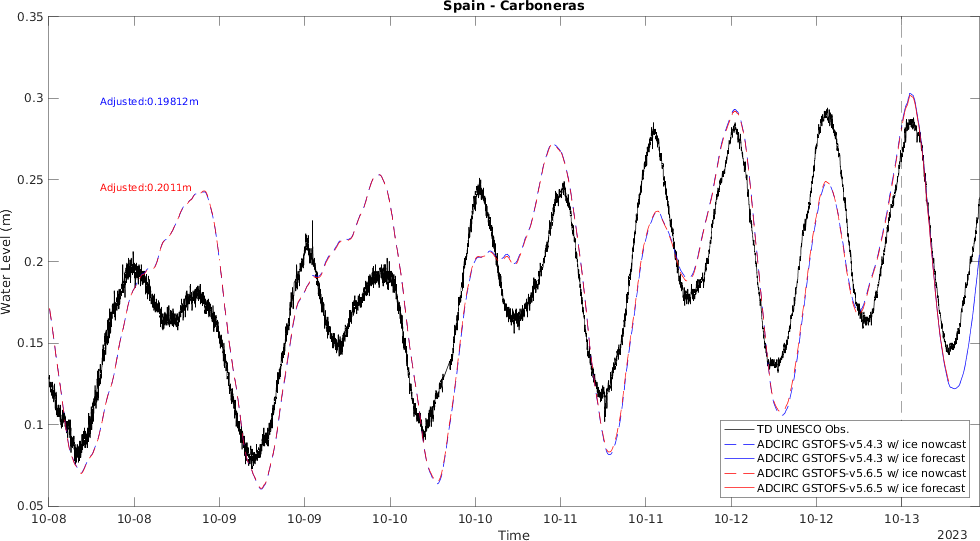 Spain - Carboneras
0.35
0.3
0.25
0.2
0.15
0.1
0.05
Water Level (m)
Adjusted:0.19812m
Adjusted:0.2011m
TD UNESCO Obs.
ADCIRC GSTOFS-v5.4.3 w/ ice nowcast
ADCIRC GSTOFS-v5.4.3 w/ ice forecast
ADCIRC GSTOFS-v5.6.5 w/ ice nowcast
ADCIRC GSTOFS-v5.6.5 w/ ice forecast
10-08 10-08 10-09 10-09 10-10 10-10 10-11 10-11 10-12 10-12 10-13
Time
2023